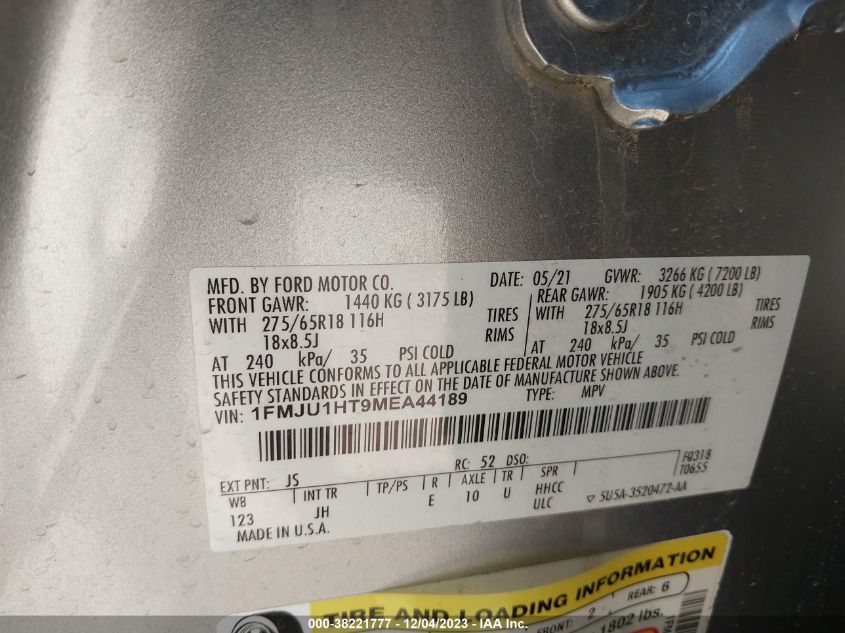 MFD. BY FORD MOTOR CO.
DATE: 05/21 GVWR: 3266 KG ( 7200 LB)
FRONT GAWR: 1440 KG ( 3175 LB)
WITH 275/65R18 116H TIRES
18x8.5J RIMS
AT 240 kPa/ 35 PSI COLD
REAR GAWR: 1905 KG ( 4200 LB)
WITH 275/65R18 116H TIRES
18x8.5J RIMS
AT 240 kPa/ 35 PSI COLD
THIS VEHICLE CONFORMS TO ALL APPLICABLE FEDERAL MOTOR VEHICLE
SAFETY STANDARDS IN EFFECT ON THE DATE OF MANUFACTURE SHOWN ABOVE.
VIN: 1FMJU1HT9MEA44189 TYPE: MPV
F0318
T0655
EXT PNT: JS RC: 52 DSO:
WB INT TR TP/PS R AXLE TR SPR
123 JH E 10 U HHCC
ULC 5U5A-3520472-AA
MADE IN U.S.A.
TIRE AND LOADING INFORMATION
FRONT: 2 REAR: 6
1802 lbs.
000-38221777 - 12/04/2023 - IAA Inc.